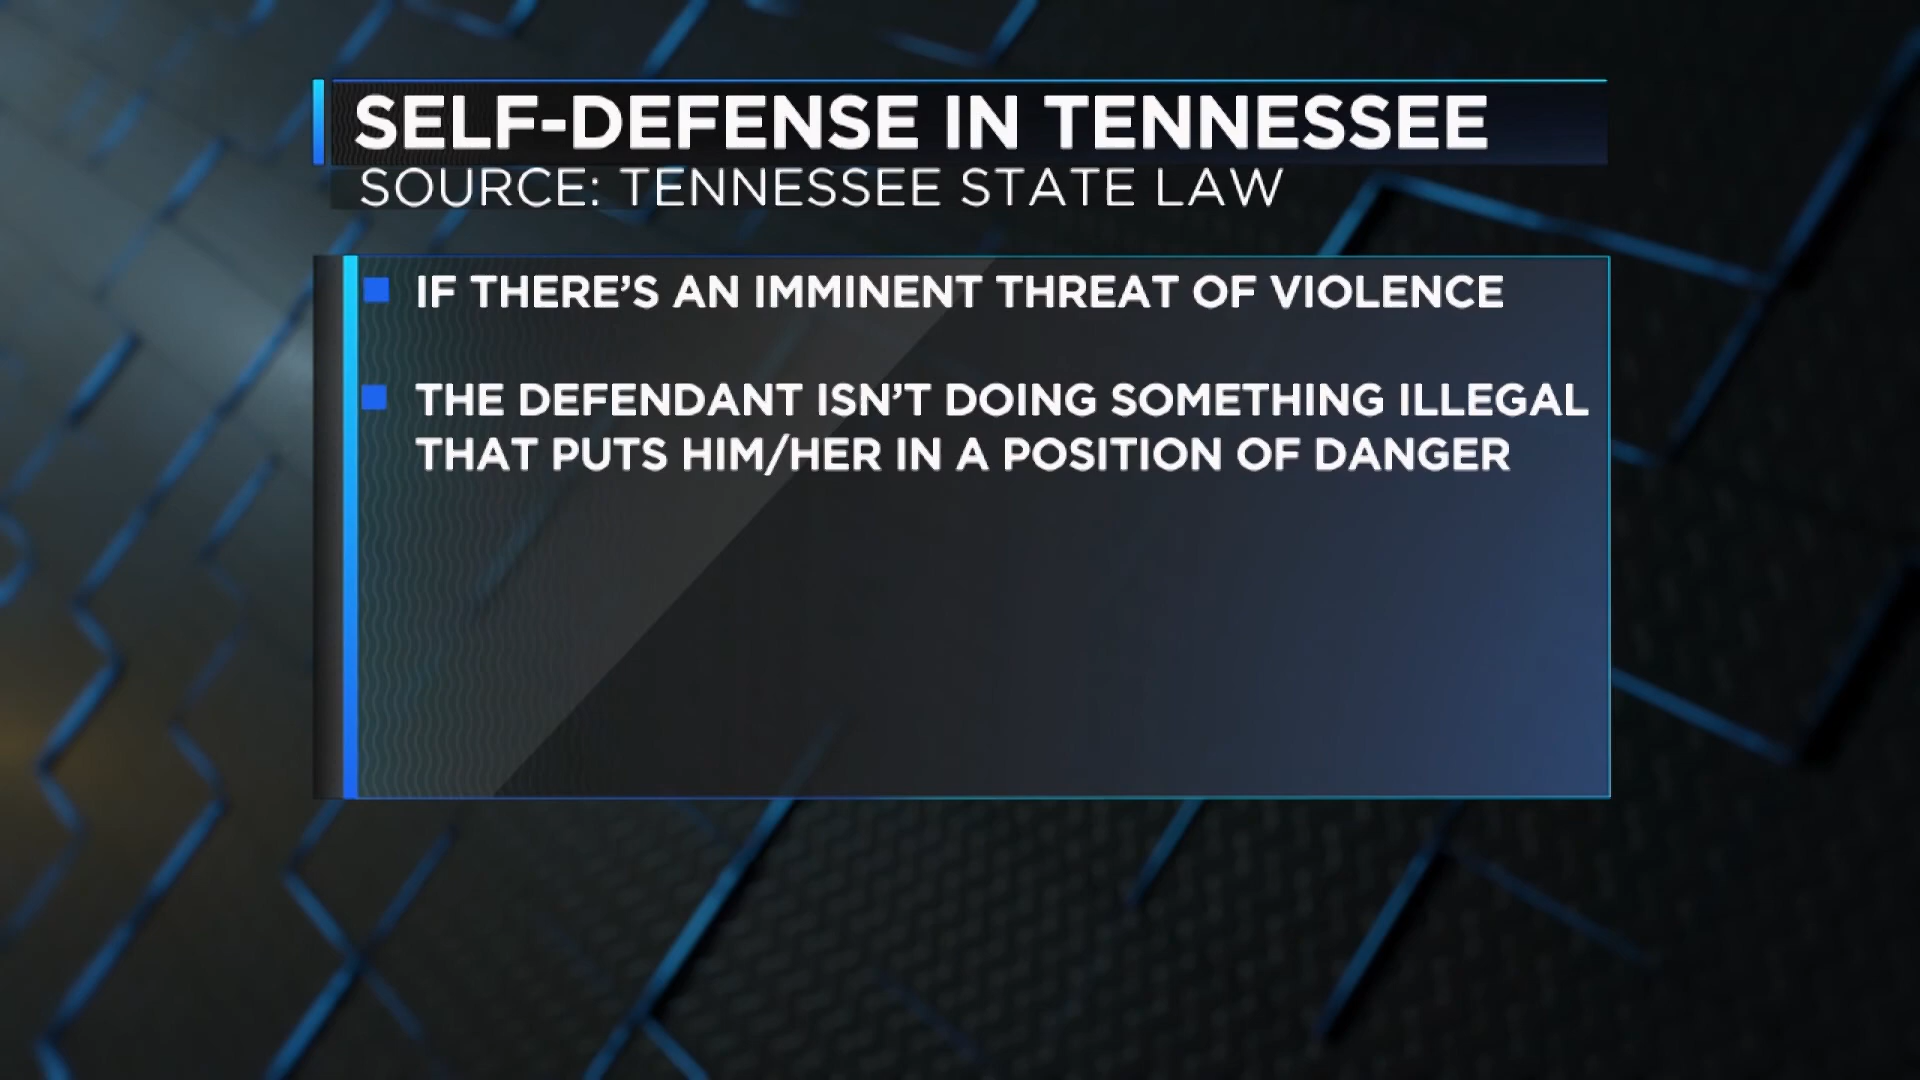 SELF-DEFENSE IN TENNESSEE
SOURCE: TENNESSEE STATE LAW
IF THERE'S AN IMMINENT THREAT OF VIOLENCE
THE DEFENDANT ISN'T DOING SOMETHING ILLEGAL
THAT PUTS HIM/HER IN A POSITION OF DANGER